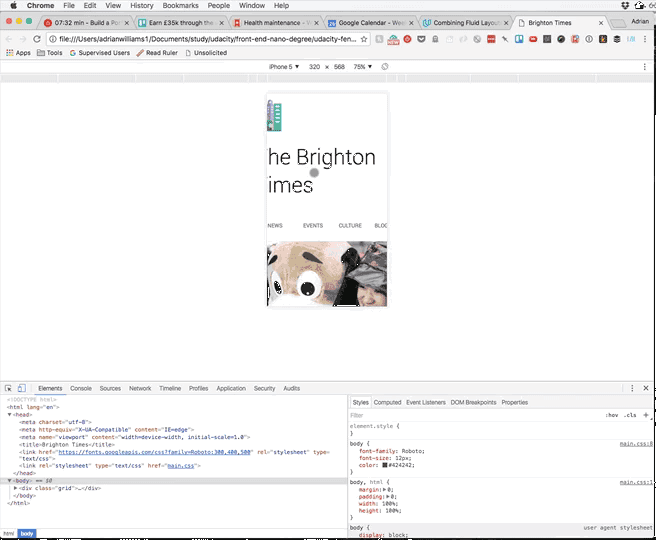 Chrome File Edit View History Bookmarks People Window Help
07:32 min - Build a Por
Earn £35k through the
Health maintenance - W
Google Calendar - Wee
Combining Fluid Layou
Brighton Times
Adrian
file:///Users/adrianwilliams1/Documents/study/udacity/front-end-nano-degree/udacity-fen...
Apps Tools Supervised Users Read Ruler Unsolicited
iPhone 5 ▼ 320 × 568 75% ▼
he Brighton
imes
NEWS EVENTS CULTURE BLOG
Elements Console Sources Network Timeline Profiles Application Security Audits
<!DOCTYPE html>
<html lang="en">
▼<head>
<meta charset="utf-8">
<meta http-equiv="X-UA-Compatible" content="IE=edge">
<meta name="viewport" content="width=device-width, initial-scale=1.0">
<title>Brighton Times</title>
<link href="https://fonts.googleapis.com/css?family=Roboto:300,400,500" rel="stylesheet" type=
"text/css">
<link rel="stylesheet" type="text/css" href="main.css">
</head>
▼<body> == $0
▶<div class="grid">…</div>
</body>
</html>
html body
Styles Computed Event Listeners DOM Breakpoints Properties
Filter :hov .cls +
element.style {
}
body { main.css:8
font-family: Roboto;
font-size: 12px;
color: #424242;
}
body, html { main.css:1
margin: ▶0;
padding: ▶0;
width: 100%;
height: 100%;
}
body { user agent stylesheet
display: block;